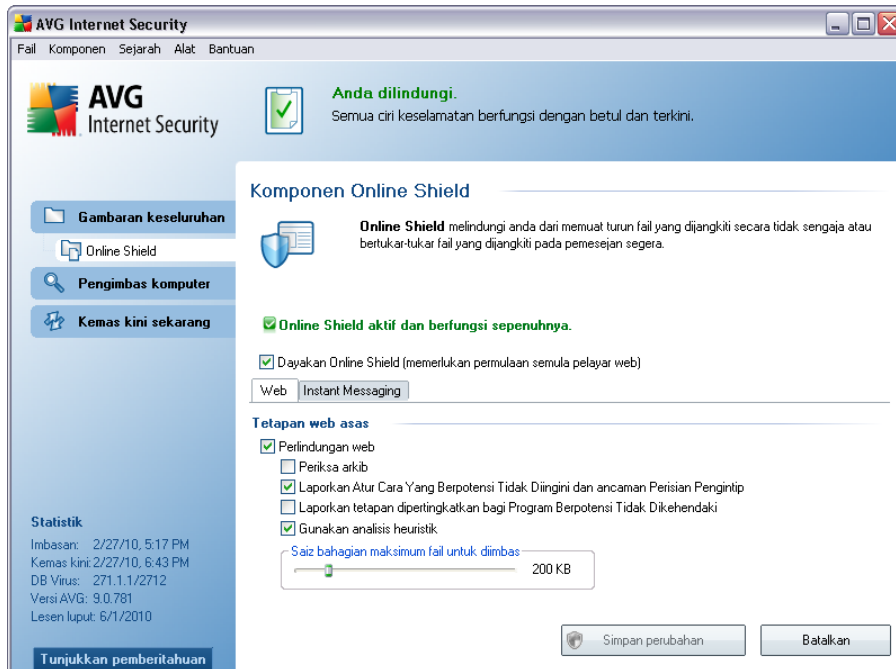 AVG Internet Security
Fail Komponen Sejarah Alat Bantuan
AVG
Internet Security
Anda dilindungi.
Semua ciri keselamatan berfungsi dengan betul dan terkini.
Gambaran keseluruhan
Online Shield
Pengimbas komputer
Kemas kini sekarang
Statistik
Imbasan: 2/27/10, 5:17 PM
Kemas kini: 2/27/10, 6:43 PM
DB Virus: 271.1.1/2712
Versi AVG: 9.0.781
Lesen luput: 6/1/2010
Tunjukkan pemberitahuan
Komponen Online Shield
Online Shield melindungi anda dari memuat turun fail yang dijangkiti secara tidak sengaja atau
bertukar-tukar fail yang dijangkiti pada pemesejan segera.
Online Shield aktif dan berfungsi sepenuhnya.
Dayakan Online Shield (memerlukan permulaan semula pelayar web)
Web Instant Messaging
Tetapan web asas
Perlindungan web
Periksa arkib
Laporkan Atur Cara Yang Berpotensi Tidak Diingini dan ancaman Perisian Pengintip
Laporkan tetapan dipertingkatkan bagi Program Berpotensi Tidak Dikehendaki
Gunakan analisis heuristik
Saiz bahagian maksimum fail untuk diimbas
200 KB
Simpan perubahan
Batalkan